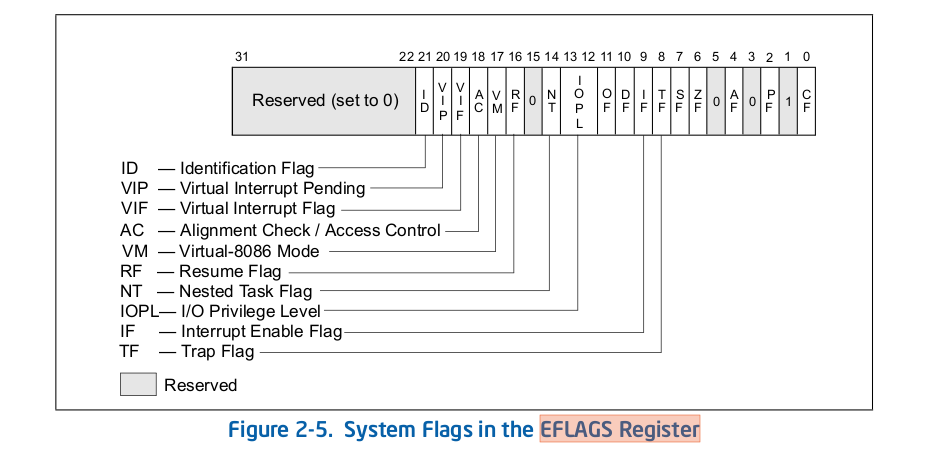 31 22 21 20 19 18 17 16 15 14 13 12 11 10 9 8 7 6 5 4 3 2 1 0
Reserved (set to 0) ID VIP VIF AC VM RF 0 NT IOPL OF DF IF TF SF ZF 0 AF 0 PF 1 CF
ID — Identification Flag
VIP — Virtual Interrupt Pending
VIF — Virtual Interrupt Flag
AC — Alignment Check / Access Control
VM — Virtual-8086 Mode
RF — Resume Flag
NT — Nested Task Flag
IOPL— I/O Privilege Level
IF — Interrupt Enable Flag
TF — Trap Flag
Reserved
Figure 2-5. System Flags in the EFLAGS Register